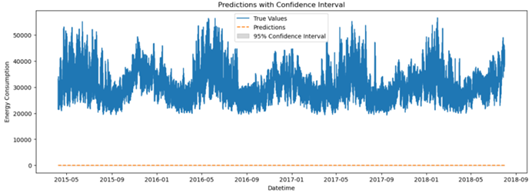 Predictions with Confidence Interval
True Values
Predictions
95% Confidence Interval
Energy Consumption
50000
40000
30000
20000
10000
0
2015-05 2015-09 2016-01 2016-05 2016-09 2017-01 2017-05 2017-09 2018-01 2018-05 2018-09
Datetime